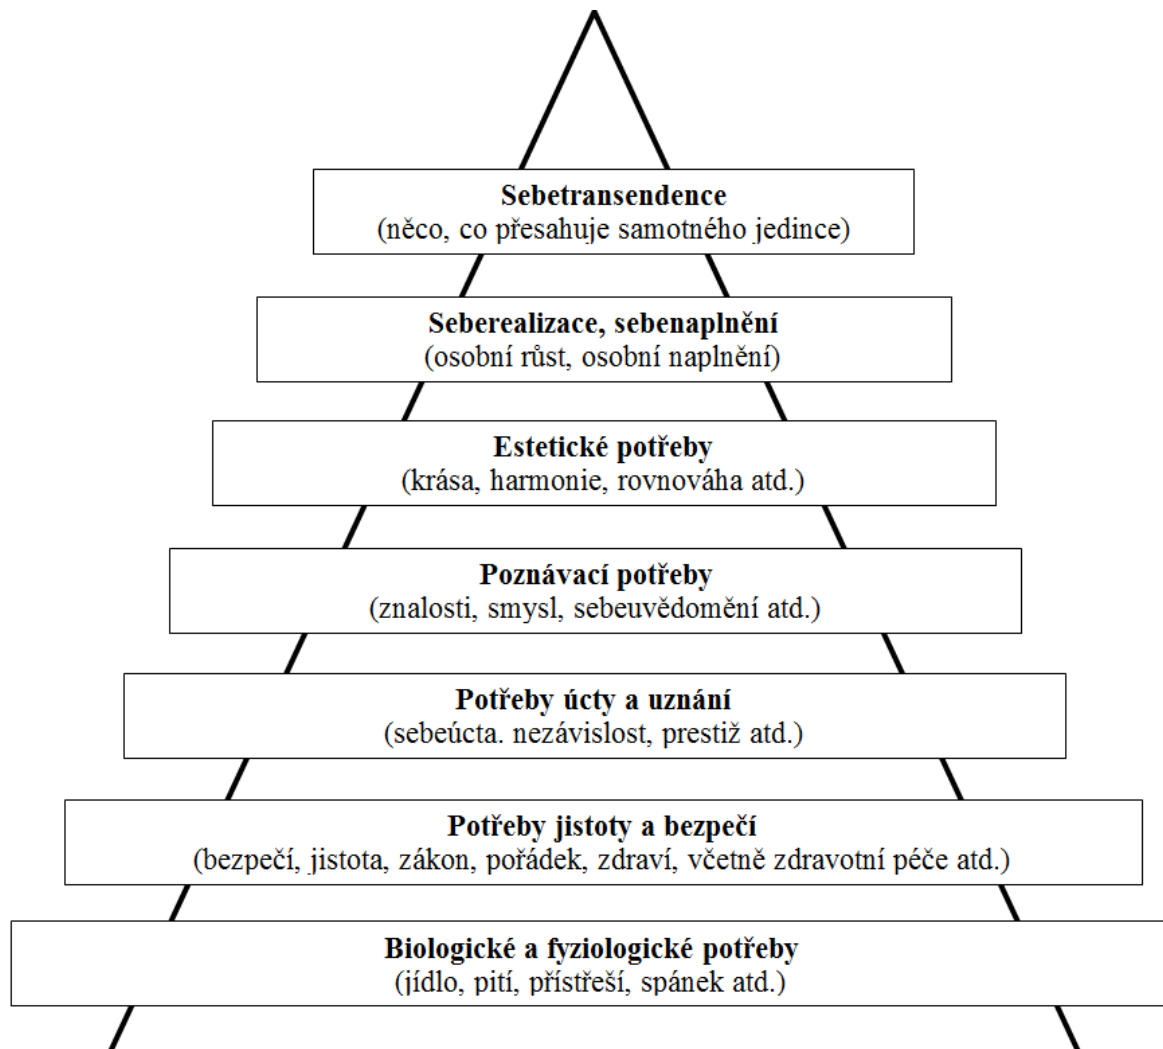 Sebetransendence
(něco, co přesahuje samotného jedince)
Seberealizace, sebenaplnění
(osobní růst, osobní naplnění)
Estetické potřeby
(krása, harmonie, rovnováha atd.)
Poznávací potřeby
(znalosti, smysl, sebeuvědomění atd.)
Potřeby úcty a uznání
(sebeúcta. nezávislost, prestiž atd.)
Potřeby jistoty a bezpečí
(bezpečí, jistota, zákon, pořádek, zdraví, včetně zdravotní péče atd.)
Biologické a fyziologické potřeby
(jídlo, pití, přístřeší, spánek atd.)